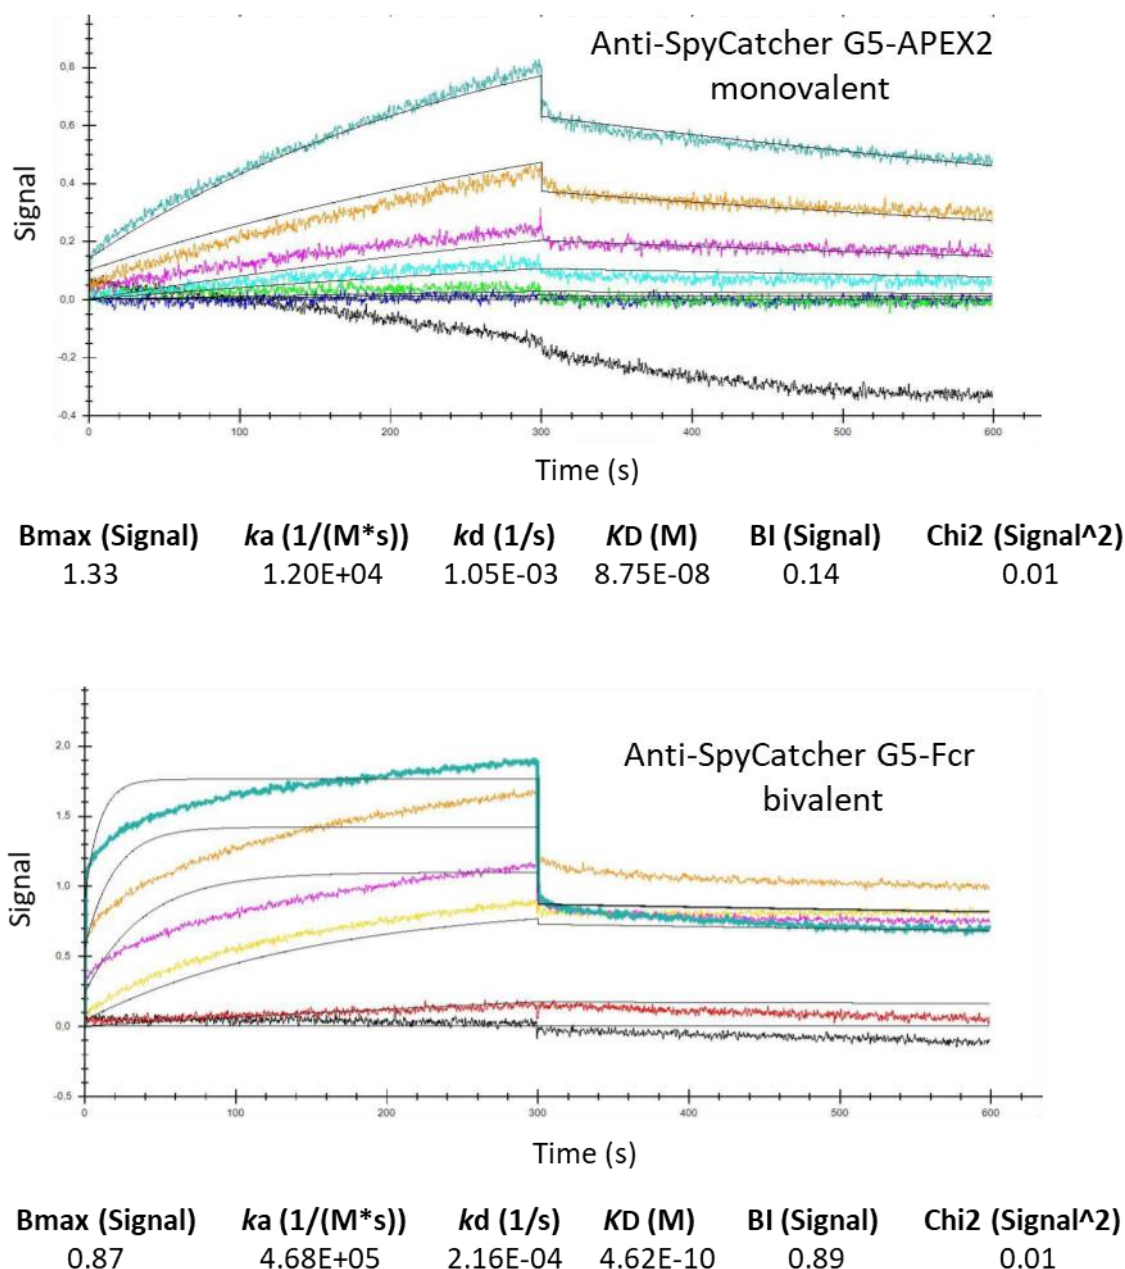 Anti-SpyCatcher G5-APEX2
monovalent
0,8
0,6
0,4
0,2
0,0
-0,2
-0,4
Signal
0 100 200 300 400 500 600
Time (s)
Bmax (Signal) ka (1/(M*s)) kd (1/s) KD (M) BI (Signal) Chi2 (Signal^2)
1.33 1.20E+04 1.05E-03 8.75E-08 0.14 0.01
Anti-SpyCatcher G5-Fcr
bivalent
2.0
1.5
1.0
0.5
0.0
-0.5
Signal
0 100 200 300 400 500 600
Time (s)
Bmax (Signal) ka (1/(M*s)) kd (1/s) KD (M) BI (Signal) Chi2 (Signal^2)
0.87 4.68E+05 2.16E-04 4.62E-10 0.89 0.01